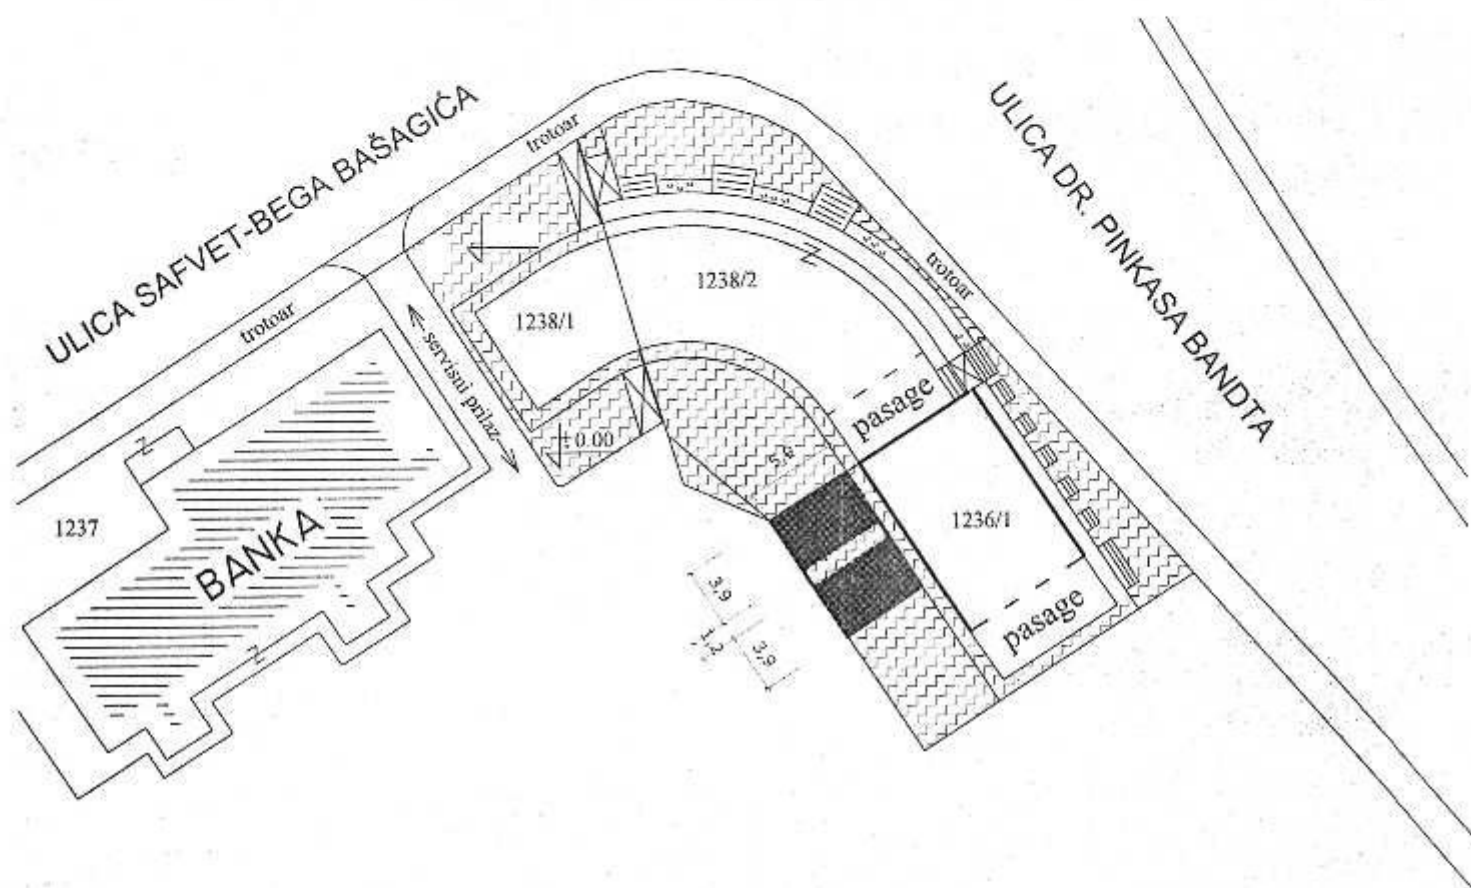 ULICA SAFVET-BEGA BAŠAGIĆA
ULICA DR. PINKASA BANDTA
trotoar
trotoar
trotoar
servisni prilaz
1238/2
1238/1
±0.00
pasage
5,4
1236/1
pasage
1237
BANKA
3,9
1,2
3,9